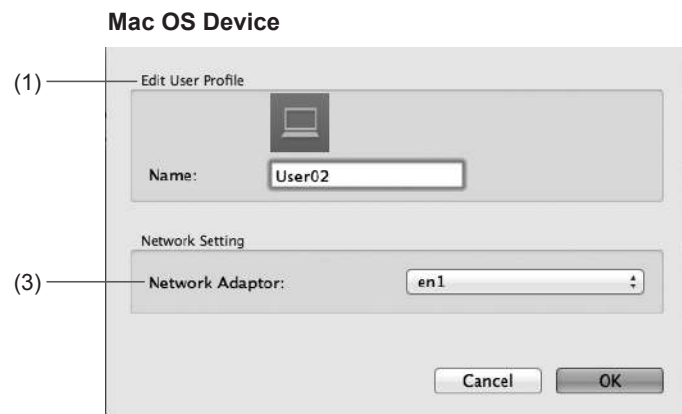 Mac OS Device
(1) Edit User Profile
Name: User02
Network Setting
(3) Network Adaptor: en1
Cancel OK